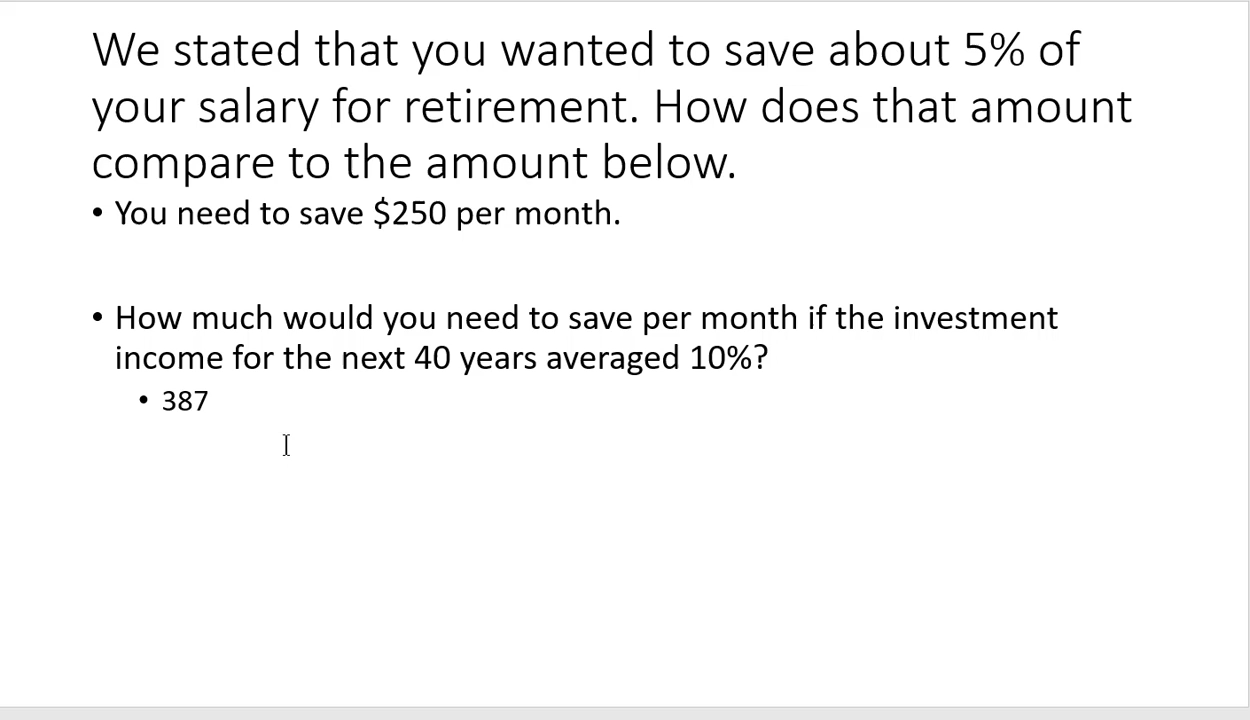 We stated that you wanted to save about 5% of
your salary for retirement. How does that amount
compare to the amount below.
• You need to save $250 per month.
• How much would you need to save per month if the investment
income for the next 40 years averaged 10%?
• 387